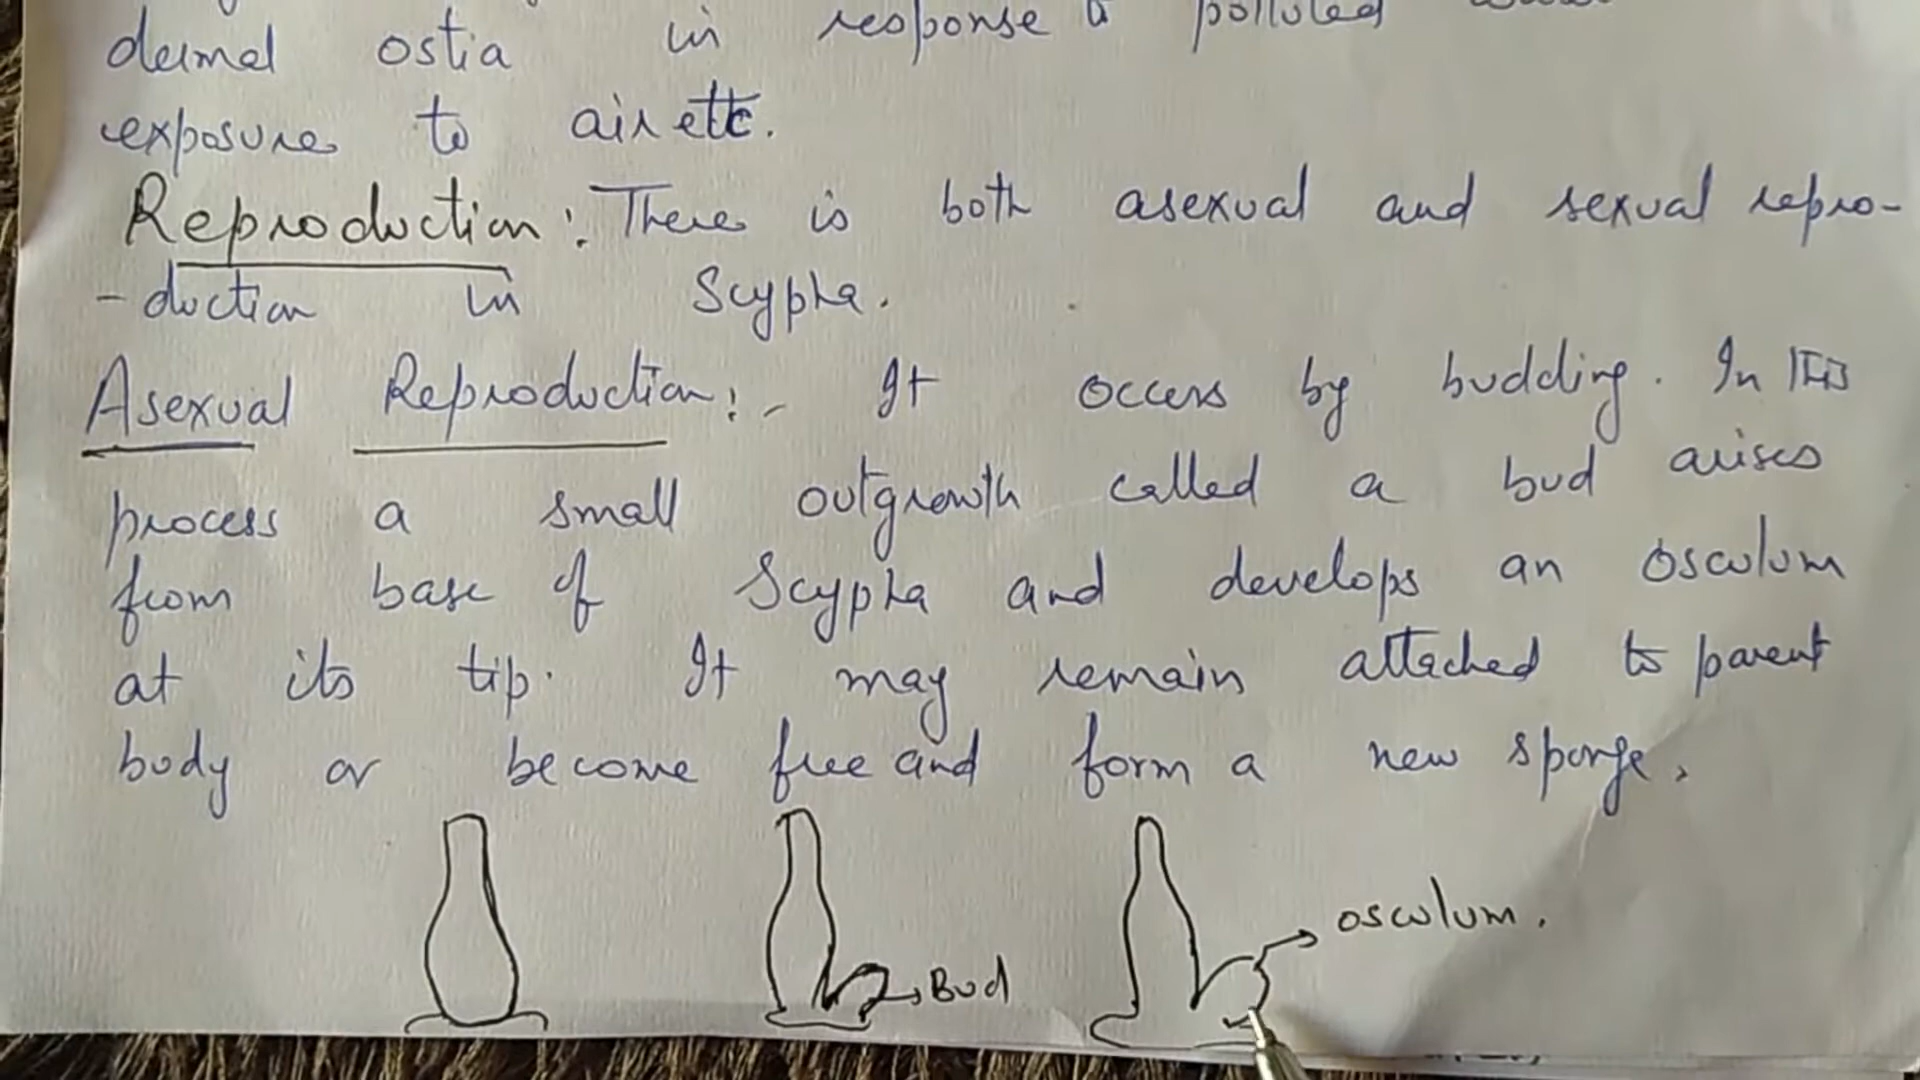 dermal ostia in response to polluted
exposure to air etc.
Reproduction: There is both asexual and sexual repro-
-duction in Scypha.
Asexual Reproduction:- It occers by budding. In this
process a small outgrowth called a bud arises
from base of Scypha and develops an osculum
at its tip. It may remain attached to parent
body or become free and form a new sponge.
Bud
osculum.